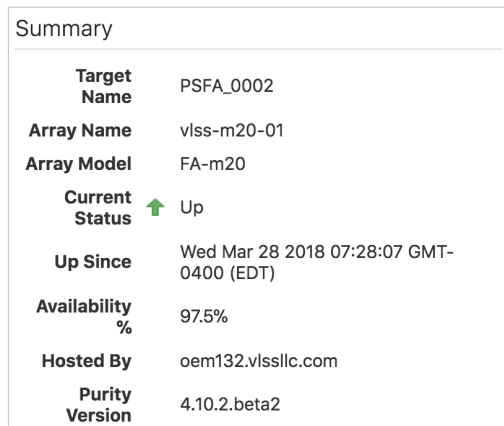 Summary
Target
Name
PSFA_0002
Array Name
vlss-m20-01
Array Model
FA-m20
Current
Status
Up
Up Since
Wed Mar 28 2018 07:28:07 GMT-
0400 (EDT)
Availability
%
97.5%
Hosted By
oem132.vlssllc.com
Purity
Version
4.10.2.beta2